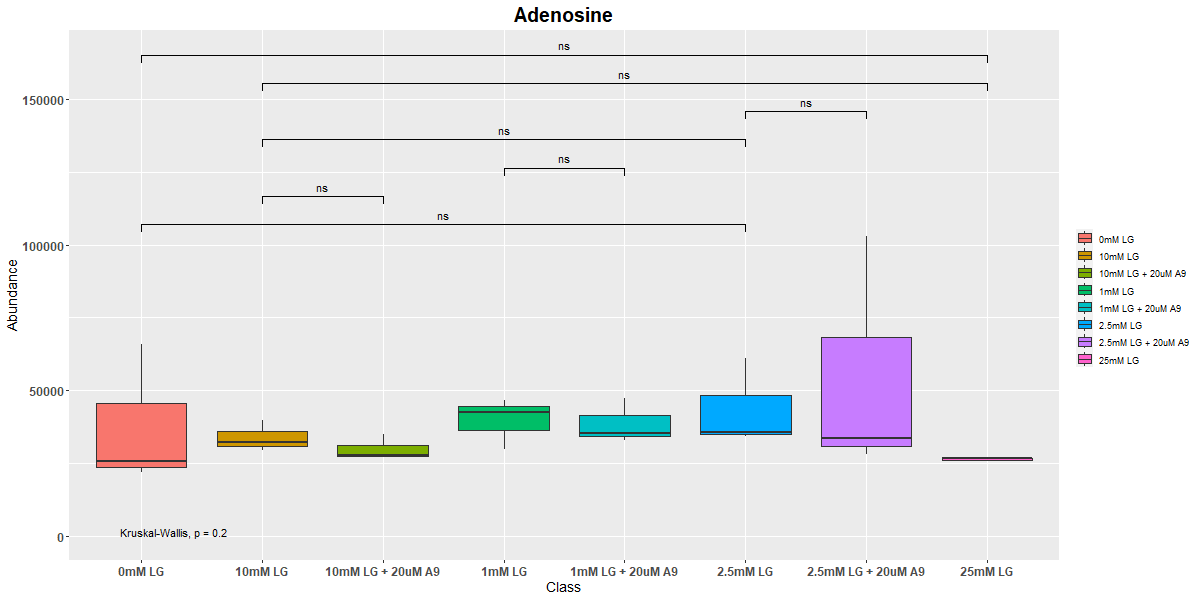 Adenosine
ns
ns
ns
ns
ns
ns
ns
150000
100000
50000
0
Abundance
Kruskal-Wallis, p = 0.2
0mM LG
10mM LG
10mM LG + 20uM A9
1mM LG
1mM LG + 20uM A9
2.5mM LG
2.5mM LG + 20uM A9
25mM LG
Class
0mM LG
10mM LG
10mM LG + 20uM A9
1mM LG
1mM LG + 20uM A9
2.5mM LG
2.5mM LG + 20uM A9
25mM LG